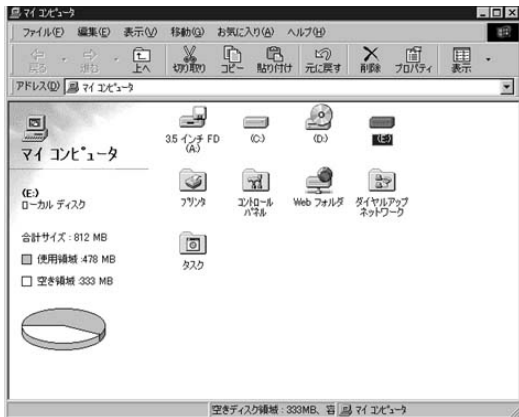 マイ コンピュータ
ファイル(F) 編集(E) 表示(V) 移動(G) お気に入り(A) ヘルプ(H)
戻る 進む 上へ 切り取り コピー 貼り付け 元に戻す 削除 プロパティ 表示
アドレス(D) マイ コンピュータ
マイ コンピュータ
(E:)
ローカル ディスク
合計サイズ : 812 MB
使用領域 :478 MB
空き領域 :333 MB
3.5 インチ FD (A:)
(C:)
(D:)
(E:)
プリンタ
コントロール パネル
Web フォルダ
ダイヤルアップ ネットワーク
タスク
空きディスク領域 : 333MB、容 マイ コンピュータ